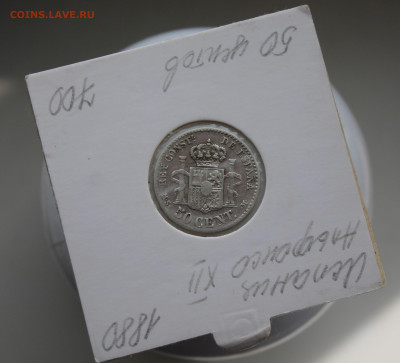 COINS.LAVE.RU
Испания 1880
Альфонсо XII
50 CENT
50 центов 700